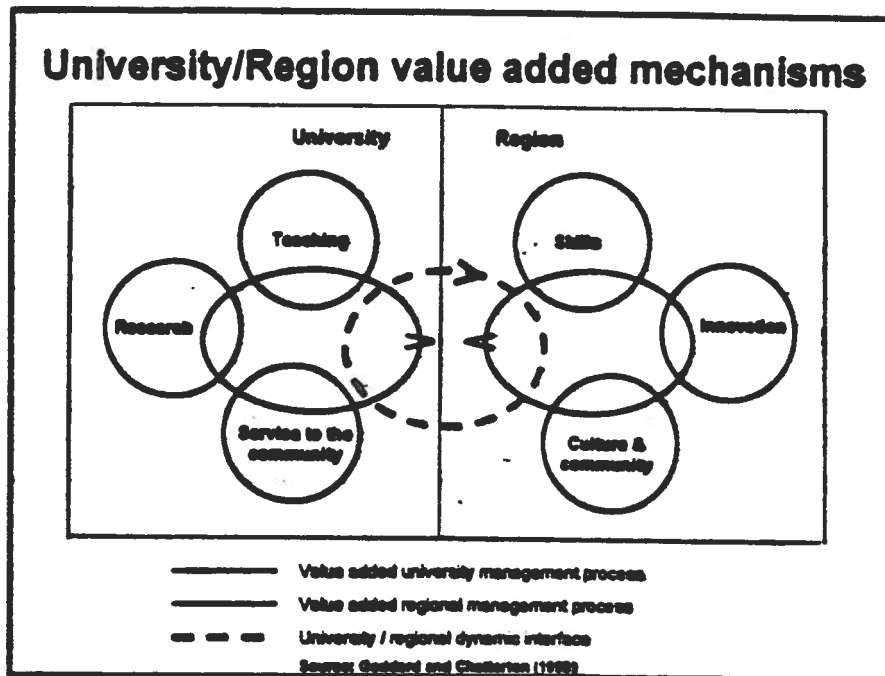 University/Region value added mechanisms
University
Region
Teaching
Skills
Research
Innovation
Service to the
community
Culture &
community
Value added university management process
Value added regional management process
University / regional dynamic interface
Source: Goddard and Chatterton